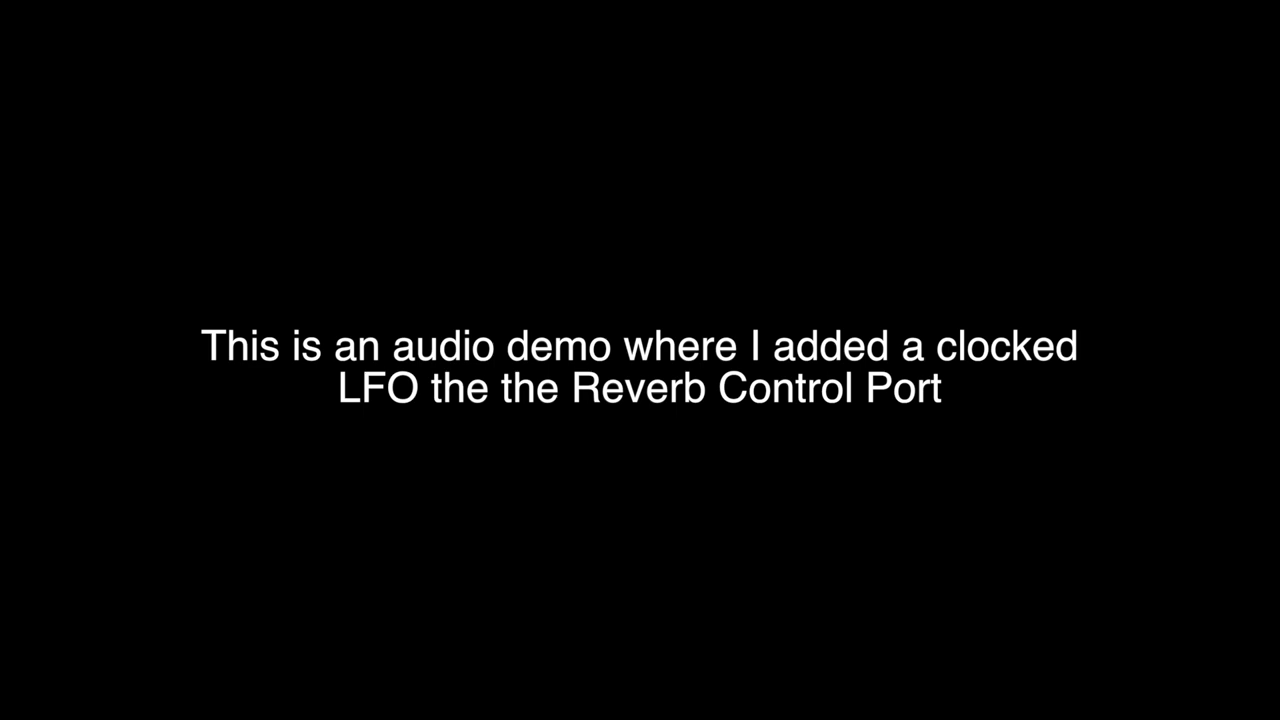 This is an audio demo where I added a clocked
LFO the the Reverb Control Port